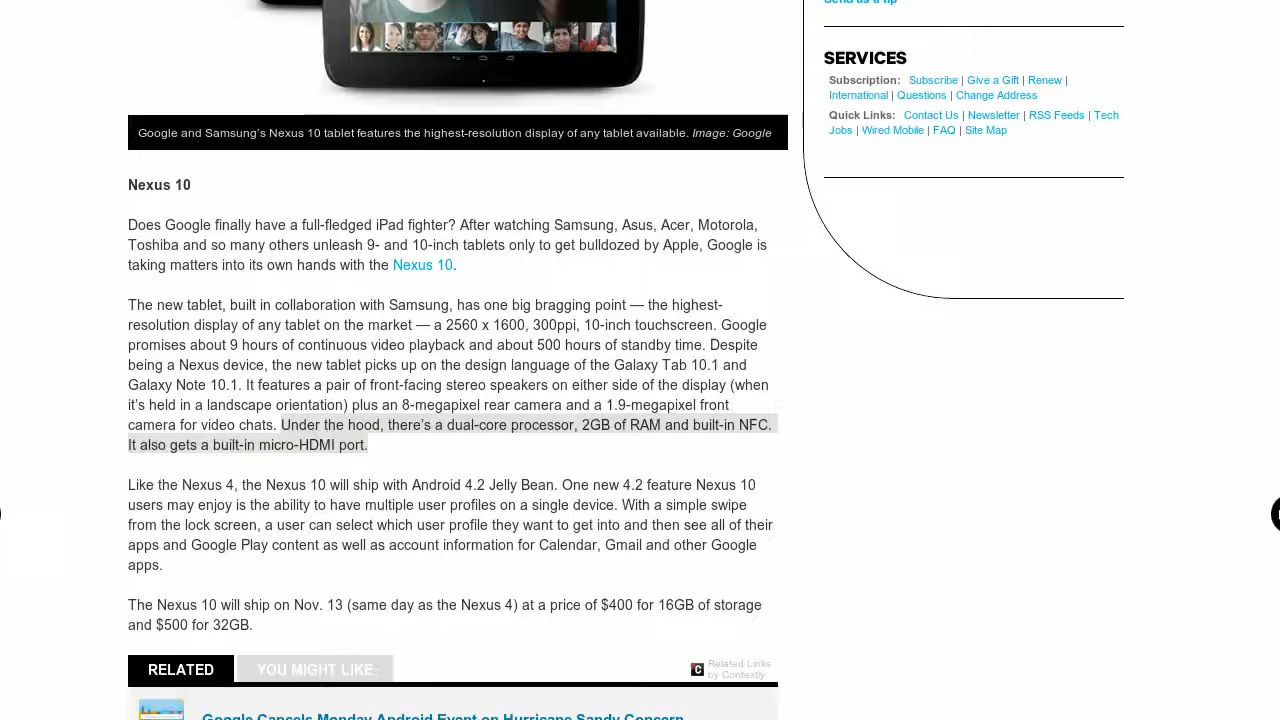 Send us a tip
SERVICES
Subscription: Subscribe | Give a Gift | Renew |
International | Questions | Change Address
Quick Links: Contact Us | Newsletter | RSS Feeds | Tech
Jobs | Wired Mobile | FAQ | Site Map
Google and Samsung's Nexus 10 tablet features the highest-resolution display of any tablet available. Image: Google
Nexus 10
Does Google finally have a full-fledged iPad fighter? After watching Samsung, Asus, Acer, Motorola,
Toshiba and so many others unleash 9- and 10-inch tablets only to get bulldozed by Apple, Google is
taking matters into its own hands with the Nexus 10.
The new tablet, built in collaboration with Samsung, has one big bragging point — the highest-
resolution display of any tablet on the market — a 2560 x 1600, 300ppi, 10-inch touchscreen. Google
promises about 9 hours of continuous video playback and about 500 hours of standby time. Despite
being a Nexus device, the new tablet picks up on the design language of the Galaxy Tab 10.1 and
Galaxy Note 10.1. It features a pair of front-facing stereo speakers on either side of the display (when
it's held in a landscape orientation) plus an 8-megapixel rear camera and a 1.9-megapixel front
camera for video chats. Under the hood, there's a dual-core processor, 2GB of RAM and built-in NFC.
It also gets a built-in micro-HDMI port.
Like the Nexus 4, the Nexus 10 will ship with Android 4.2 Jelly Bean. One new 4.2 feature Nexus 10
users may enjoy is the ability to have multiple user profiles on a single device. With a simple swipe
from the lock screen, a user can select which user profile they want to get into and then see all of their
apps and Google Play content as well as account information for Calendar, Gmail and other Google
apps.
The Nexus 10 will ship on Nov. 13 (same day as the Nexus 4) at a price of $400 for 16GB of storage
and $500 for 32GB.
RELATED YOU MIGHT LIKE
Related Links
by Contextly
Google Cancels Monday Android Event on Hurricane Sandy Concern